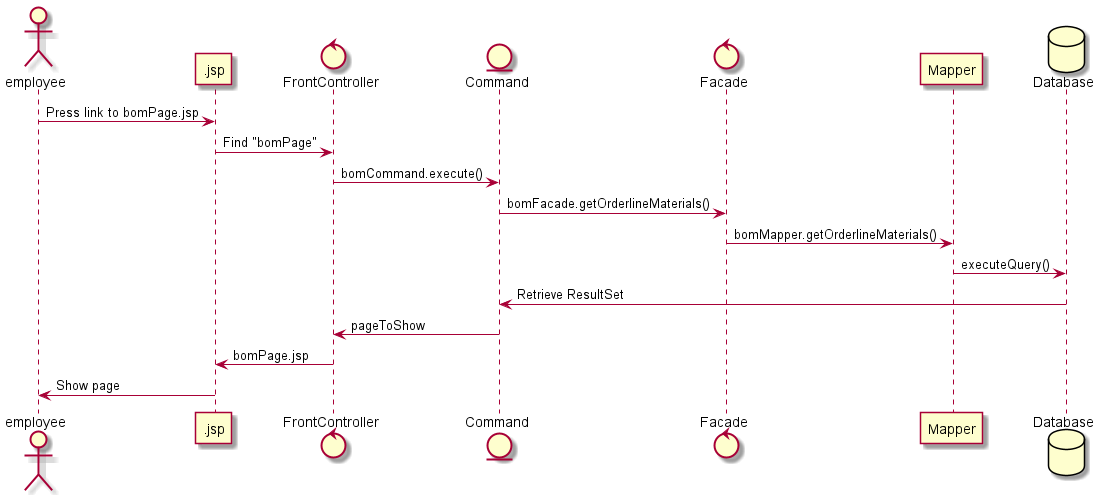 employee
.jsp
FrontController
Command
Facade
Mapper
Database
Press link to bomPage.jsp
Find "bomPage"
bomCommand.execute()
bomFacade.getOrderlineMaterials()
bomMapper.getOrderlineMaterials()
executeQuery()
Retrieve ResultSet
pageToShow
bomPage.jsp
Show page
employee
.jsp
FrontController
Command
Facade
Mapper
Database